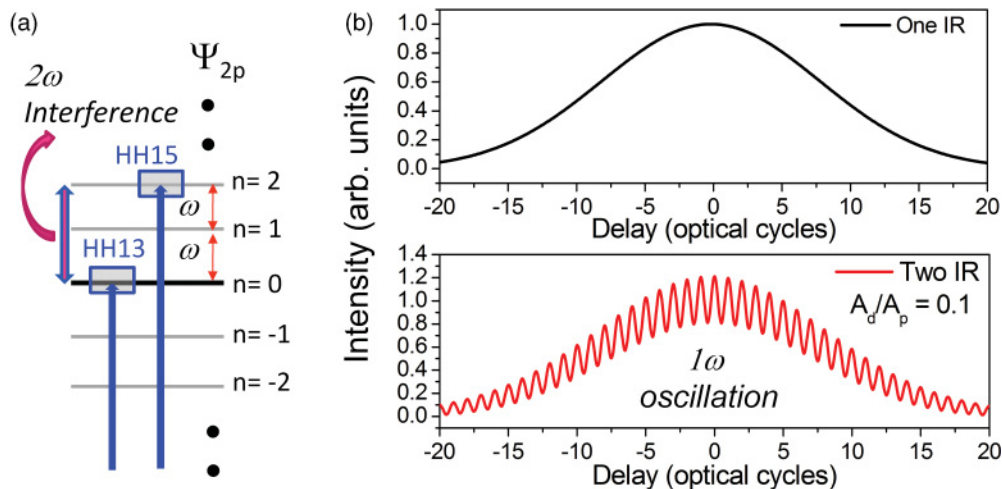 (a)
Ψ2p
2ω
Interference
HH15
n= 2
ω
n= 1
HH13
ω
n= 0
n= -1
n= -2
(b)
Intensity (arb. units)
1.0
0.8
0.6
0.4
0.2
0.0
One IR
-20 -15 -10 -5 0 5 10 15 20
Delay (optical cycles)
1.4
1.2
1.0
0.8
0.6
0.4
0.2
0.0
Two IR
Ad/Ap = 0.1
1ω
oscillation
-20 -15 -10 -5 0 5 10 15 20
Delay (optical cycles)